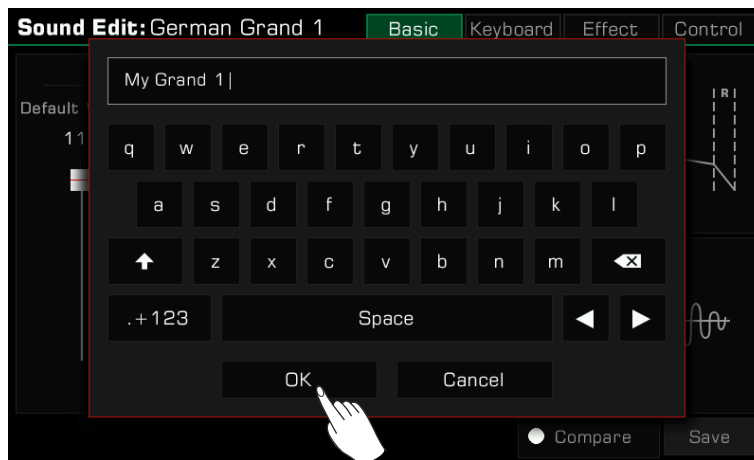 Sound Edit: German Grand 1 Basic Keyboard Effect Control
My Grand 1
R
Default
11
q w e r t y u i o p
a s d f g h j k l
z x c v b n m
.+123 Space
OK Cancel
Compare Save